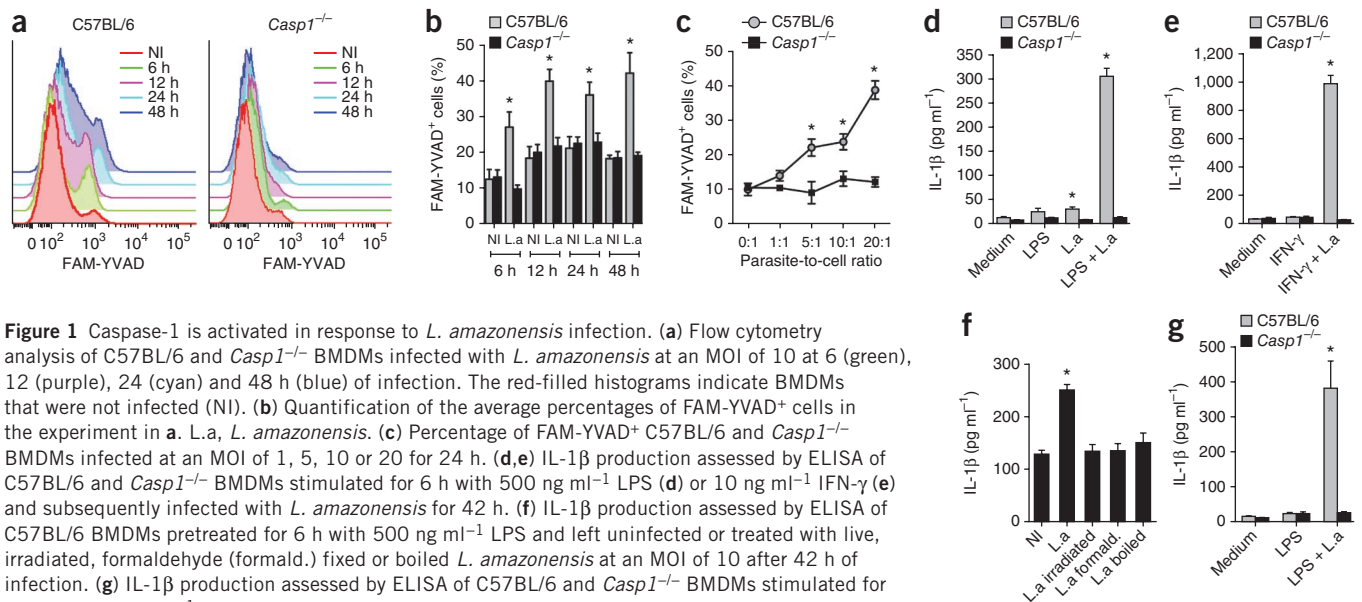 a
C57BL/6
Casp1–/–
NI
6 h
12 h
24 h
48 h
NI
6 h
12 h
24 h
48 h
0 10² 10³ 10⁴ 10⁵
FAM-YVAD
0 10² 10³ 10⁴ 10⁵
FAM-YVAD
b
C57BL/6
Casp1–/–
FAM-YVAD⁺ cells (%)
50
40
30
20
10
0
* * * *
NI L.a NI L.a NI L.a NI L.a
6 h 12 h 24 h 48 h
c
C57BL/6
Casp1–/–
FAM-YVAD⁺ cells (%)
50
40
30
20
10
0
* * *
0:1 1:1 5:1 10:1 20:1
Parasite-to-cell ratio
d
C57BL/6
Casp1–/–
IL-1β (pg ml–1)
350
300
250
200
150
100
50
0
* *
Medium
LPS
L.a
LPS + L.a
e
C57BL/6
Casp1–/–
IL-1β (pg ml–1)
1,200
1,000
800
600
400
200
0
*
Medium
IFN-γ
IFN-γ + L.a
Figure 1 Caspase-1 is activated in response to L. amazonensis infection. (a) Flow cytometry
analysis of C57BL/6 and Casp1–/– BMDMs infected with L. amazonensis at an MOI of 10 at 6 (green),
12 (purple), 24 (cyan) and 48 h (blue) of infection. The red-filled histograms indicate BMDMs
that were not infected (NI). (b) Quantification of the average percentages of FAM-YVAD⁺ cells in
the experiment in a. L.a, L. amazonensis. (c) Percentage of FAM-YVAD⁺ C57BL/6 and Casp1–/–
BMDMs infected at an MOI of 1, 5, 10 or 20 for 24 h. (d,e) IL-1β production assessed by ELISA of
C57BL/6 and Casp1–/– BMDMs stimulated for 6 h with 500 ng ml–1 LPS (d) or 10 ng ml–1 IFN-γ (e)
and subsequently infected with L. amazonensis for 42 h. (f) IL-1β production assessed by ELISA of
C57BL/6 BMDMs pretreated for 6 h with 500 ng ml–1 LPS and left uninfected or treated with live,
irradiated, formaldehyde (formald.) fixed or boiled L. amazonensis at an MOI of 10 after 42 h of
infection. (g) IL-1β production assessed by ELISA of C57BL/6 and Casp1–/– BMDMs stimulated for
f
IL-1β (pg ml–1)
300
200
100
0
*
NI
L.a
L.a irradiated
L.a formald.
L.a boiled
g
C57BL/6
Casp1–/–
IL-1β (pg ml–1)
500
400
300
200
100
0
*
Medium
LPS
LPS + L.a